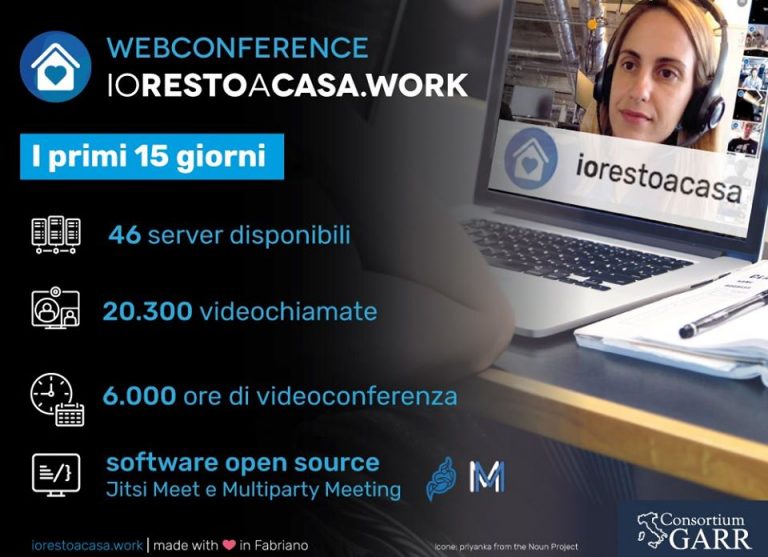 WEBCONFERENCE
IORESTOACASA.WORK
I primi 15 giorni
iorestoacasa
46 server disponibili
20.300 videochiamate
6.000 ore di videoconferenza
software open source
Jitsi Meet e Multiparty Meeting
iorestoacasa.work | made with ❤ in Fabriano
Icone: priyanka from the Noun Project
Consortium
GARR